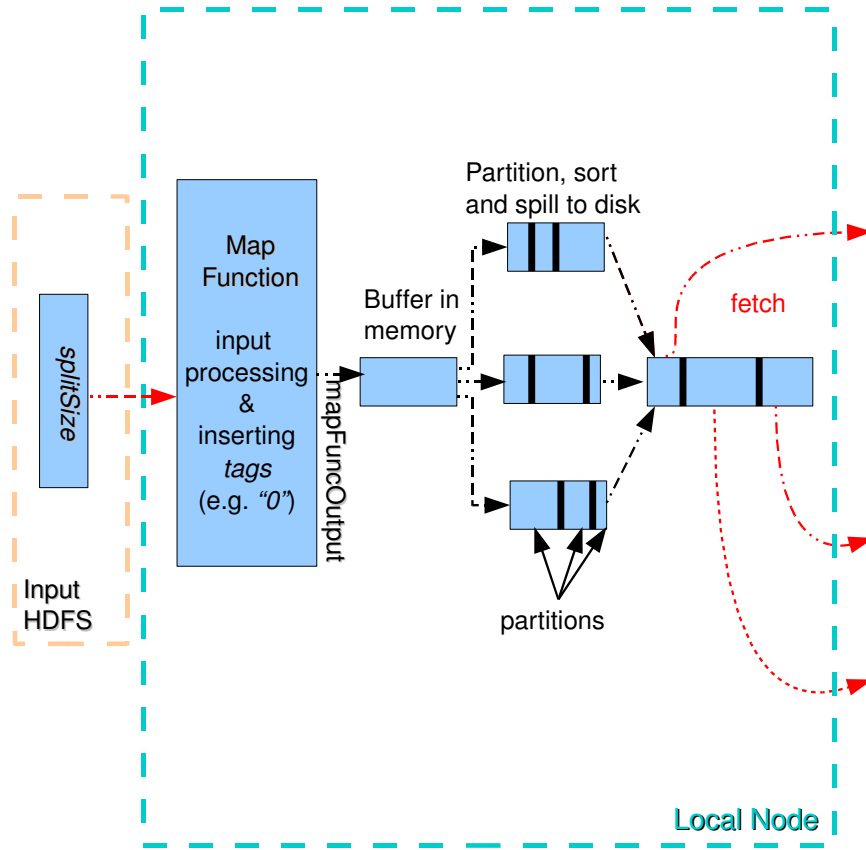 Partition, sort
and spill to disk
Map
Function
input
processing
&
inserting
tags
(e.g. “0”)
splitSize
Input
HDFS
mapFuncOutput
Buffer in
memory
fetch
partitions
Local Node